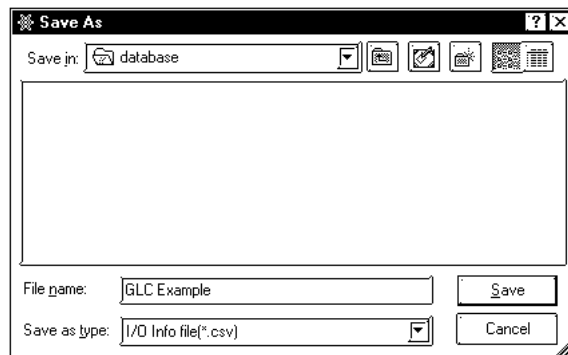 Save As
Save in: database
File name: GLC Example Save
Save as type: I/O Info file(*.csv) Cancel